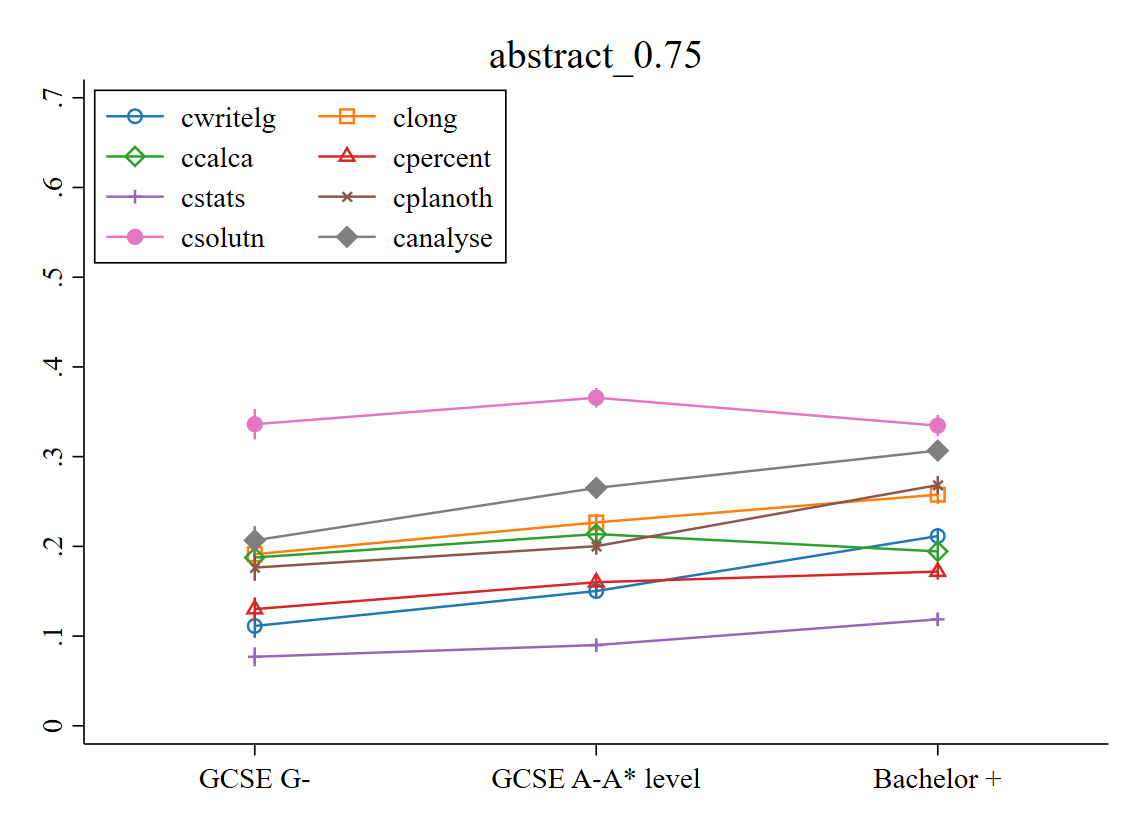 abstract_0.75
.7
.6
.5
.4
.3
.2
.1
0
cwritelg clong
ccalca cpercent
cstats cplanoth
csolutn canalyse
GCSE G- GCSE A-A* level Bachelor +